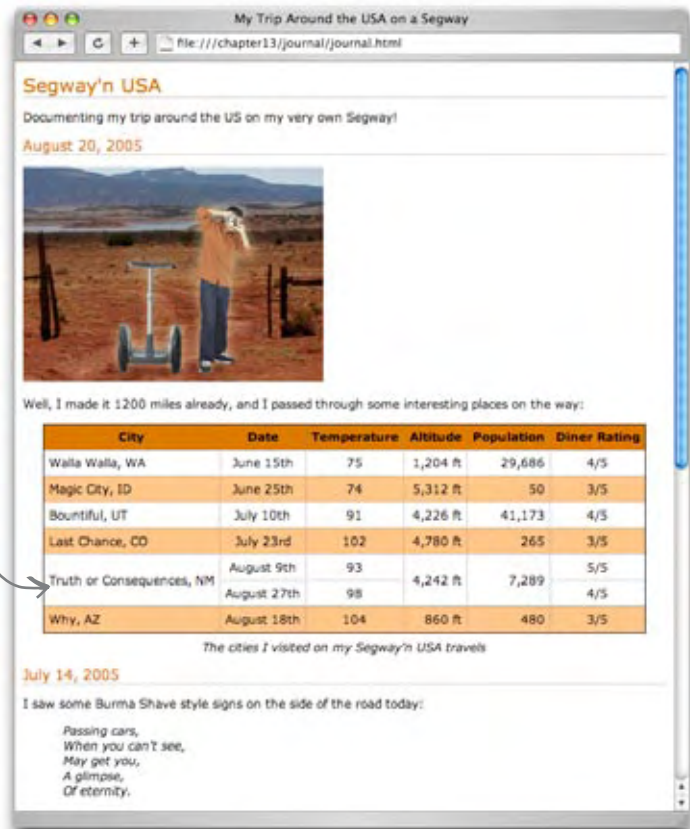 My Trip Around the USA on a Segway
file:///chapter13/journal/journal.html
Segway'n USA
Documenting my trip around the US on my very own Segway!
August 20, 2005
Well, I made it 1200 miles already, and I passed through some interesting places on the way:
City Date Temperature Altitude Population Diner Rating
Walla Walla, WA June 15th 75 1,204 ft 29,686 4/5
Magic City, ID June 25th 74 5,312 ft 50 3/5
Bountiful, UT July 10th 91 4,226 ft 41,173 4/5
Last Chance, CO July 23rd 102 4,780 ft 265 3/5
Truth or Consequences, NM August 9th 93 4,242 ft 7,289 5/5
August 27th 98 4/5
Why, AZ August 18th 104 860 ft 480 3/5
The cities I visited on my Segway'n USA travels
July 14, 2005
I saw some Burma Shave style signs on the side of the road today:
Passing cars,
When you can't see,
May get you,
A glimpse,
Of eternity.